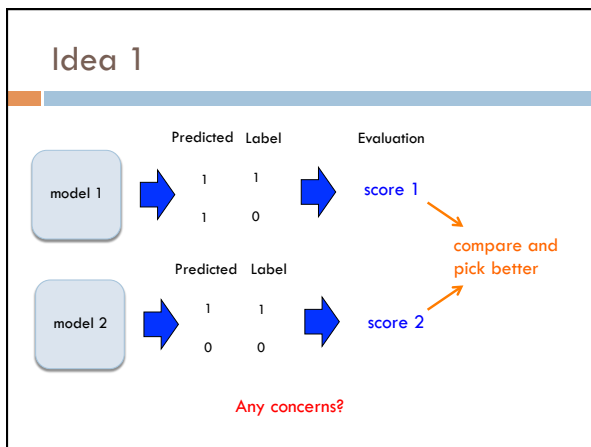 Idea 1
Predicted Label Evaluation
model 1
1 1
1 0
score 1
compare and
pick better
Predicted Label
model 2
1 1
0 0
score 2
Any concerns?